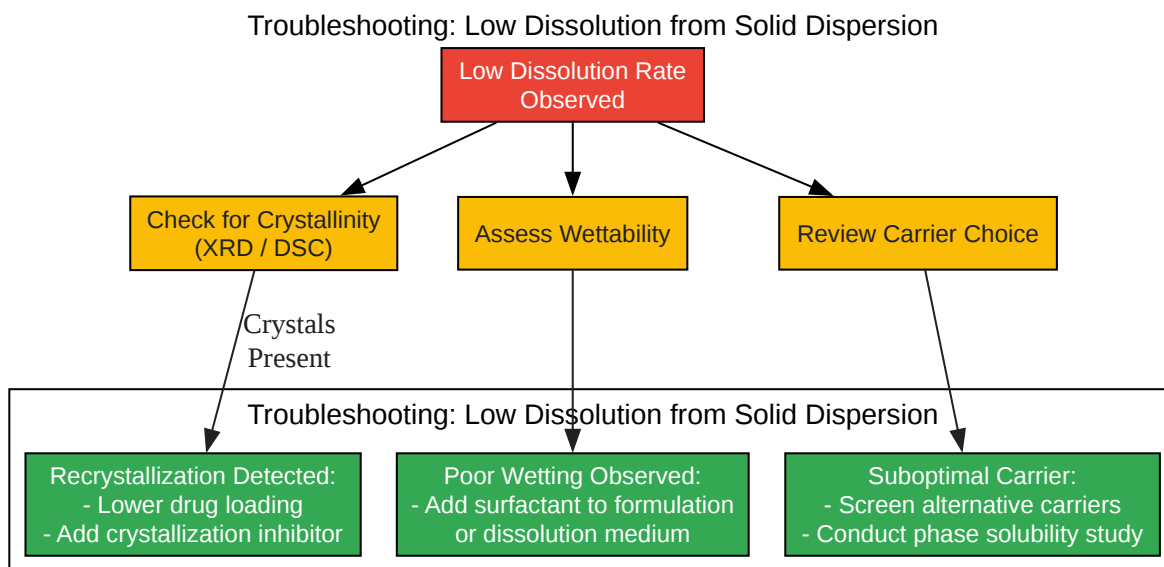 Troubleshooting: Low Dissolution from Solid Dispersion
Low Dissolution Rate
Observed
Check for Crystallinity
(XRD / DSC)
Assess Wettability
Review Carrier Choice
Crystals
Present
Troubleshooting: Low Dissolution from Solid Dispersion
Recrystallization Detected:
- Lower drug loading
- Add crystallization inhibitor
Poor Wetting Observed:
- Add surfactant to formulation
or dissolution medium
Suboptimal Carrier:
- Screen alternative carriers
- Conduct phase solubility study